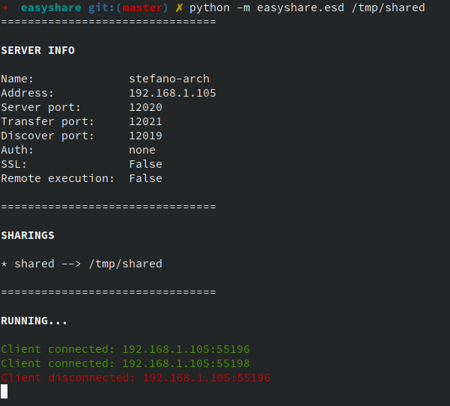 → easyshare git:(master) ✗ python -m easyshare.esd /tmp/shared
================================
SERVER INFO
Name: stefano-arch
Address: 192.168.1.105
Server port: 12020
Transfer port: 12021
Discover port: 12019
Auth: none
SSL: False
Remote execution: False
================================
SHARINGS
* shared --> /tmp/shared
================================
RUNNING...
Client connected: 192.168.1.105:55196
Client connected: 192.168.1.105:55198
Client disconnected: 192.168.1.105:55196